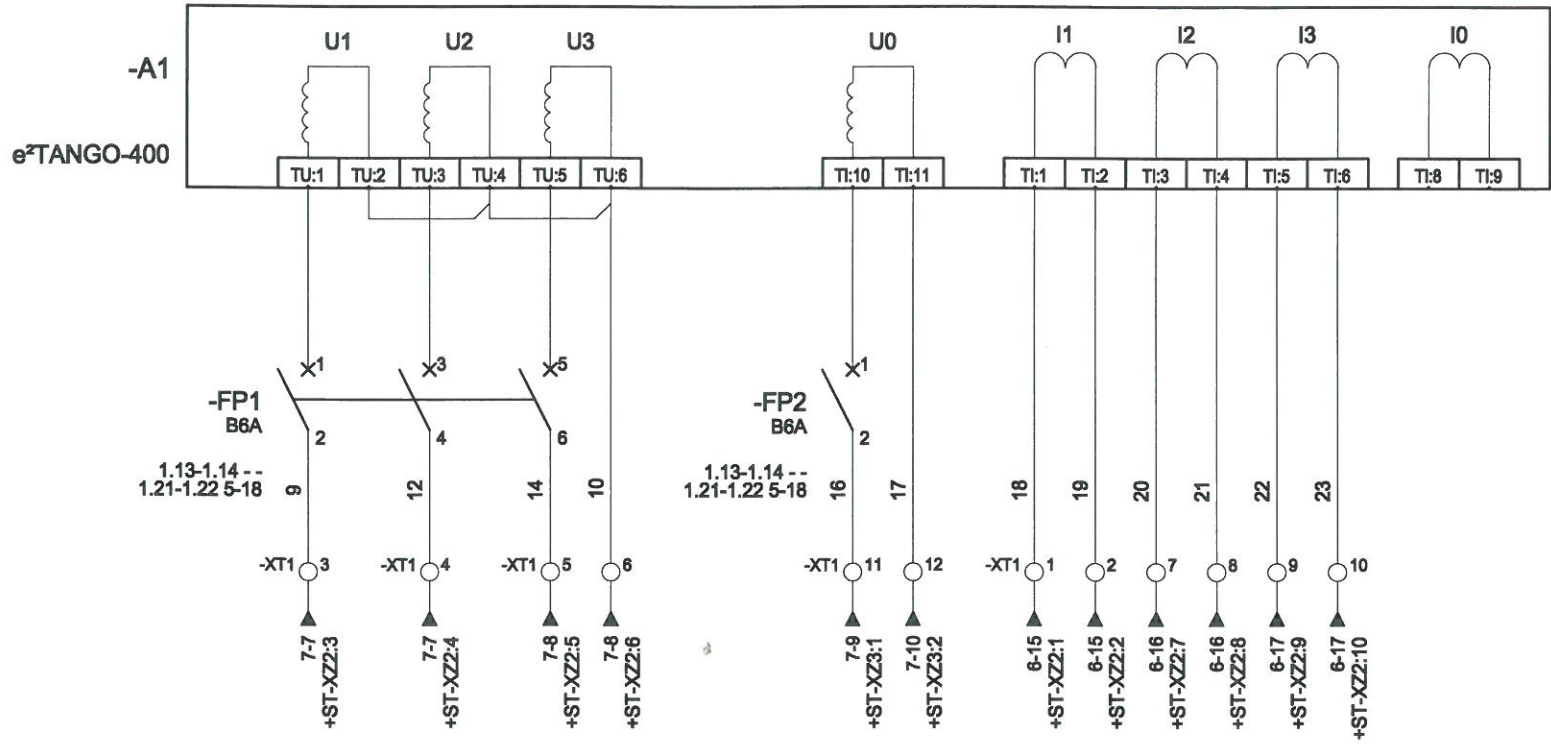 U1 U2 U3 U0 I1 I2 I3 I0
-A1
e²TANGO-400
TU:1 TU:2 TU:3 TU:4 TU:5 TU:6 TI:10 TI:11 TI:1 TI:2 TI:3 TI:4 TI:5 TI:6 TI:8 TI:9
1 3 5 1
-FP1 -FP2
B6A B6A
2 4 6 2
1.13-1.14 - - 1.13-1.14 - -
1.21-1.22 5-18 1.21-1.22 5-18
9 12 14 10 16 17 18 19 20 21 22 23
-XT1 3 -XT1 4 -XT1 5 6 -XT1 11 12 -XT1 1 2 7 8 9 10
7-7
+ST-XZ2:3
7-7
+ST-XZ2:4
7-8
+ST-XZ2:5
7-8
+ST-XZ2:6
7-9
+ST-XZ3:1
7-10
+ST-XZ3:2
6-15
+ST-XZ2:1
6-15
+ST-XZ2:2
6-16
+ST-XZ2:7
6-16
+ST-XZ2:8
6-17
+ST-XZ2:9
6-17
+ST-XZ2:10